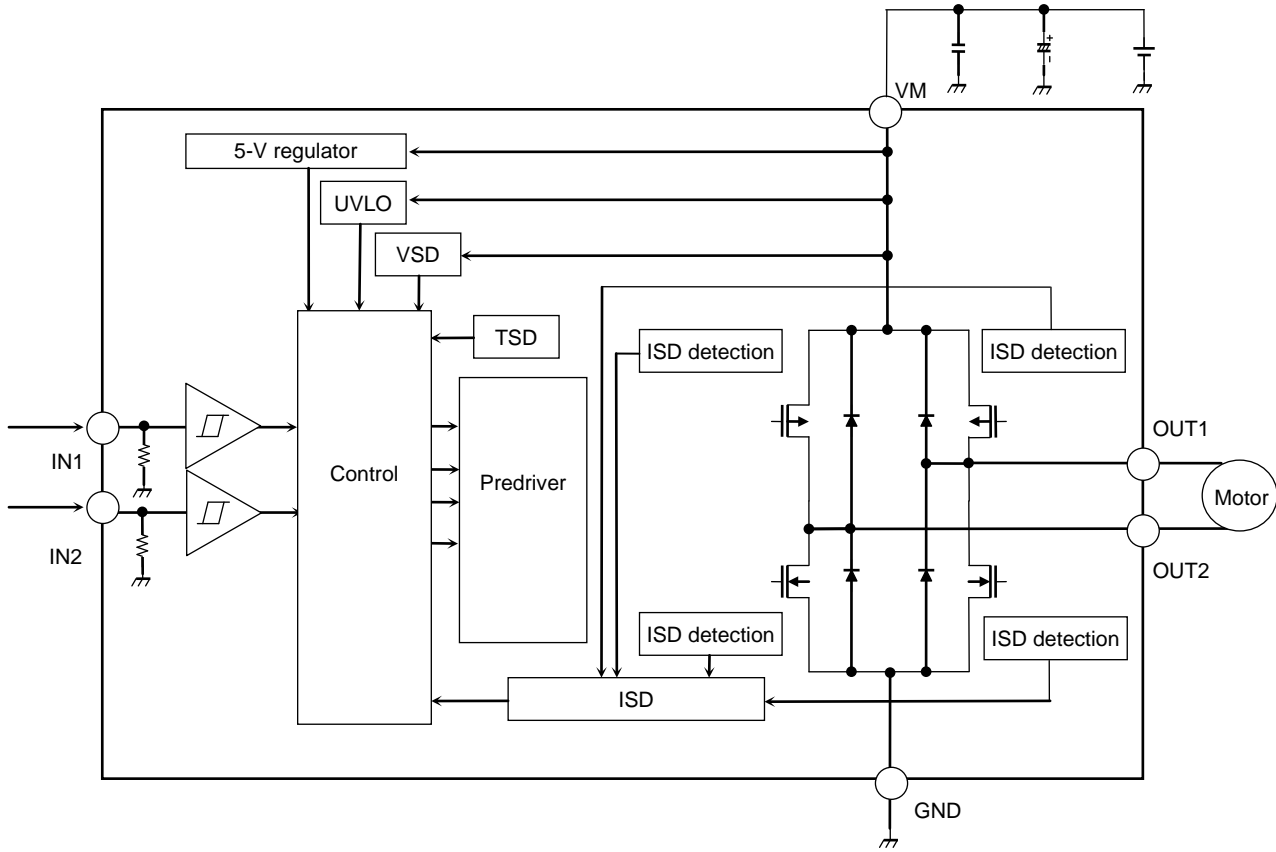 VM
+
−
5-V regulator
UVLO
VSD
TSD
ISD detection
ISD detection
IN1
Control
Predriver
OUT1
Motor
IN2
OUT2
ISD detection
ISD detection
ISD
GND